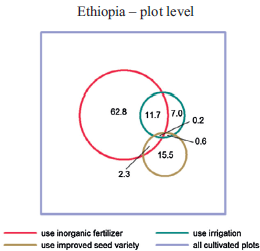 Ethiopia – plot level
62.8
11.7
7.0
0.2
0.6
15.5
2.3
use inorganic fertilizer
use irrigation
use improved seed variety
all cultivated plots